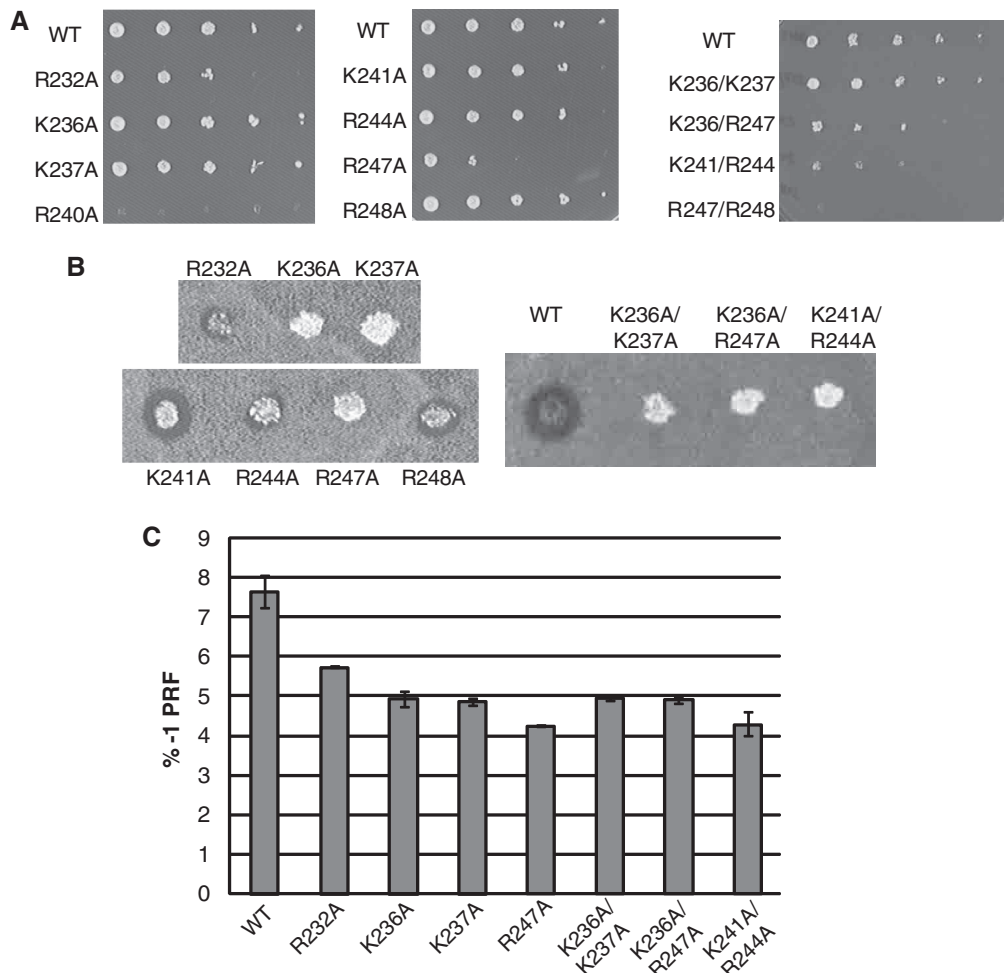 A
WT
R232A
K236A
K237A
R240A
WT
K241A
R244A
R247A
R248A
WT
K236/K237
K236/R247
K241/R244
R247/R248
B
R232A K236A K237A
K241A R244A R247A R248A
WT K236A/ K236A/ K241A/
K237A R247A R244A
C
% -1 PRF
9
8
7
6
5
4
3
2
1
0
WT
R232A
K236A
K237A
R247A
K236A/
K237A
K236A/
R247A
K241A/
R244A